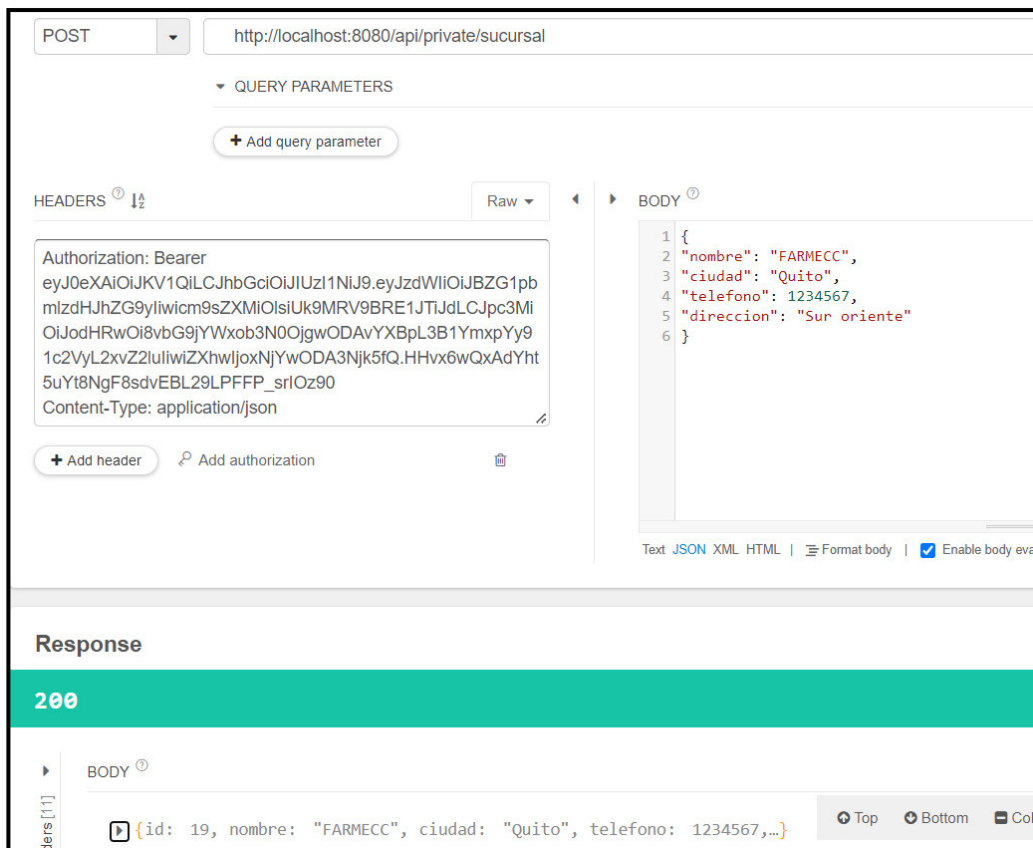 POST
http://localhost:8080/api/private/sucursal
QUERY PARAMETERS
+ Add query parameter
HEADERS
Raw
Authorization: Bearer
eyJ0eXAiOiJKV1QiLCJhbGciOiJIUzI1NiJ9.eyJzdWIiOiJBZG1pb
mlzdHJhZG9yIiwicm9sZXMiOlsiUk9MRV9BRE1JTiJdLCJpc3Mi
OiJodHRwOi8vbG9jYWxob3N0OjgwODAvYXBpL3B1YmxpYy9
1c2VyL2xvZ2luIiwiZXhwIjoxNjYwODA3Njk5fQ.HHvx6wQxAdYht
5uYt8NgF8sdvEBL29LPFFP_srIOz90
Content-Type: application/json
+ Add header
Add authorization
BODY
1 {
2 "nombre": "FARMECC",
3 "ciudad": "Quito",
4 "telefono": 1234567,
5 "direccion": "Sur oriente"
6 }
Text JSON XML HTML | Format body | Enable body eva
Response
200
BODY
ders [11]
{id: 19, nombre: "FARMECC", ciudad: "Quito", telefono: 1234567,…}
Top Bottom Col